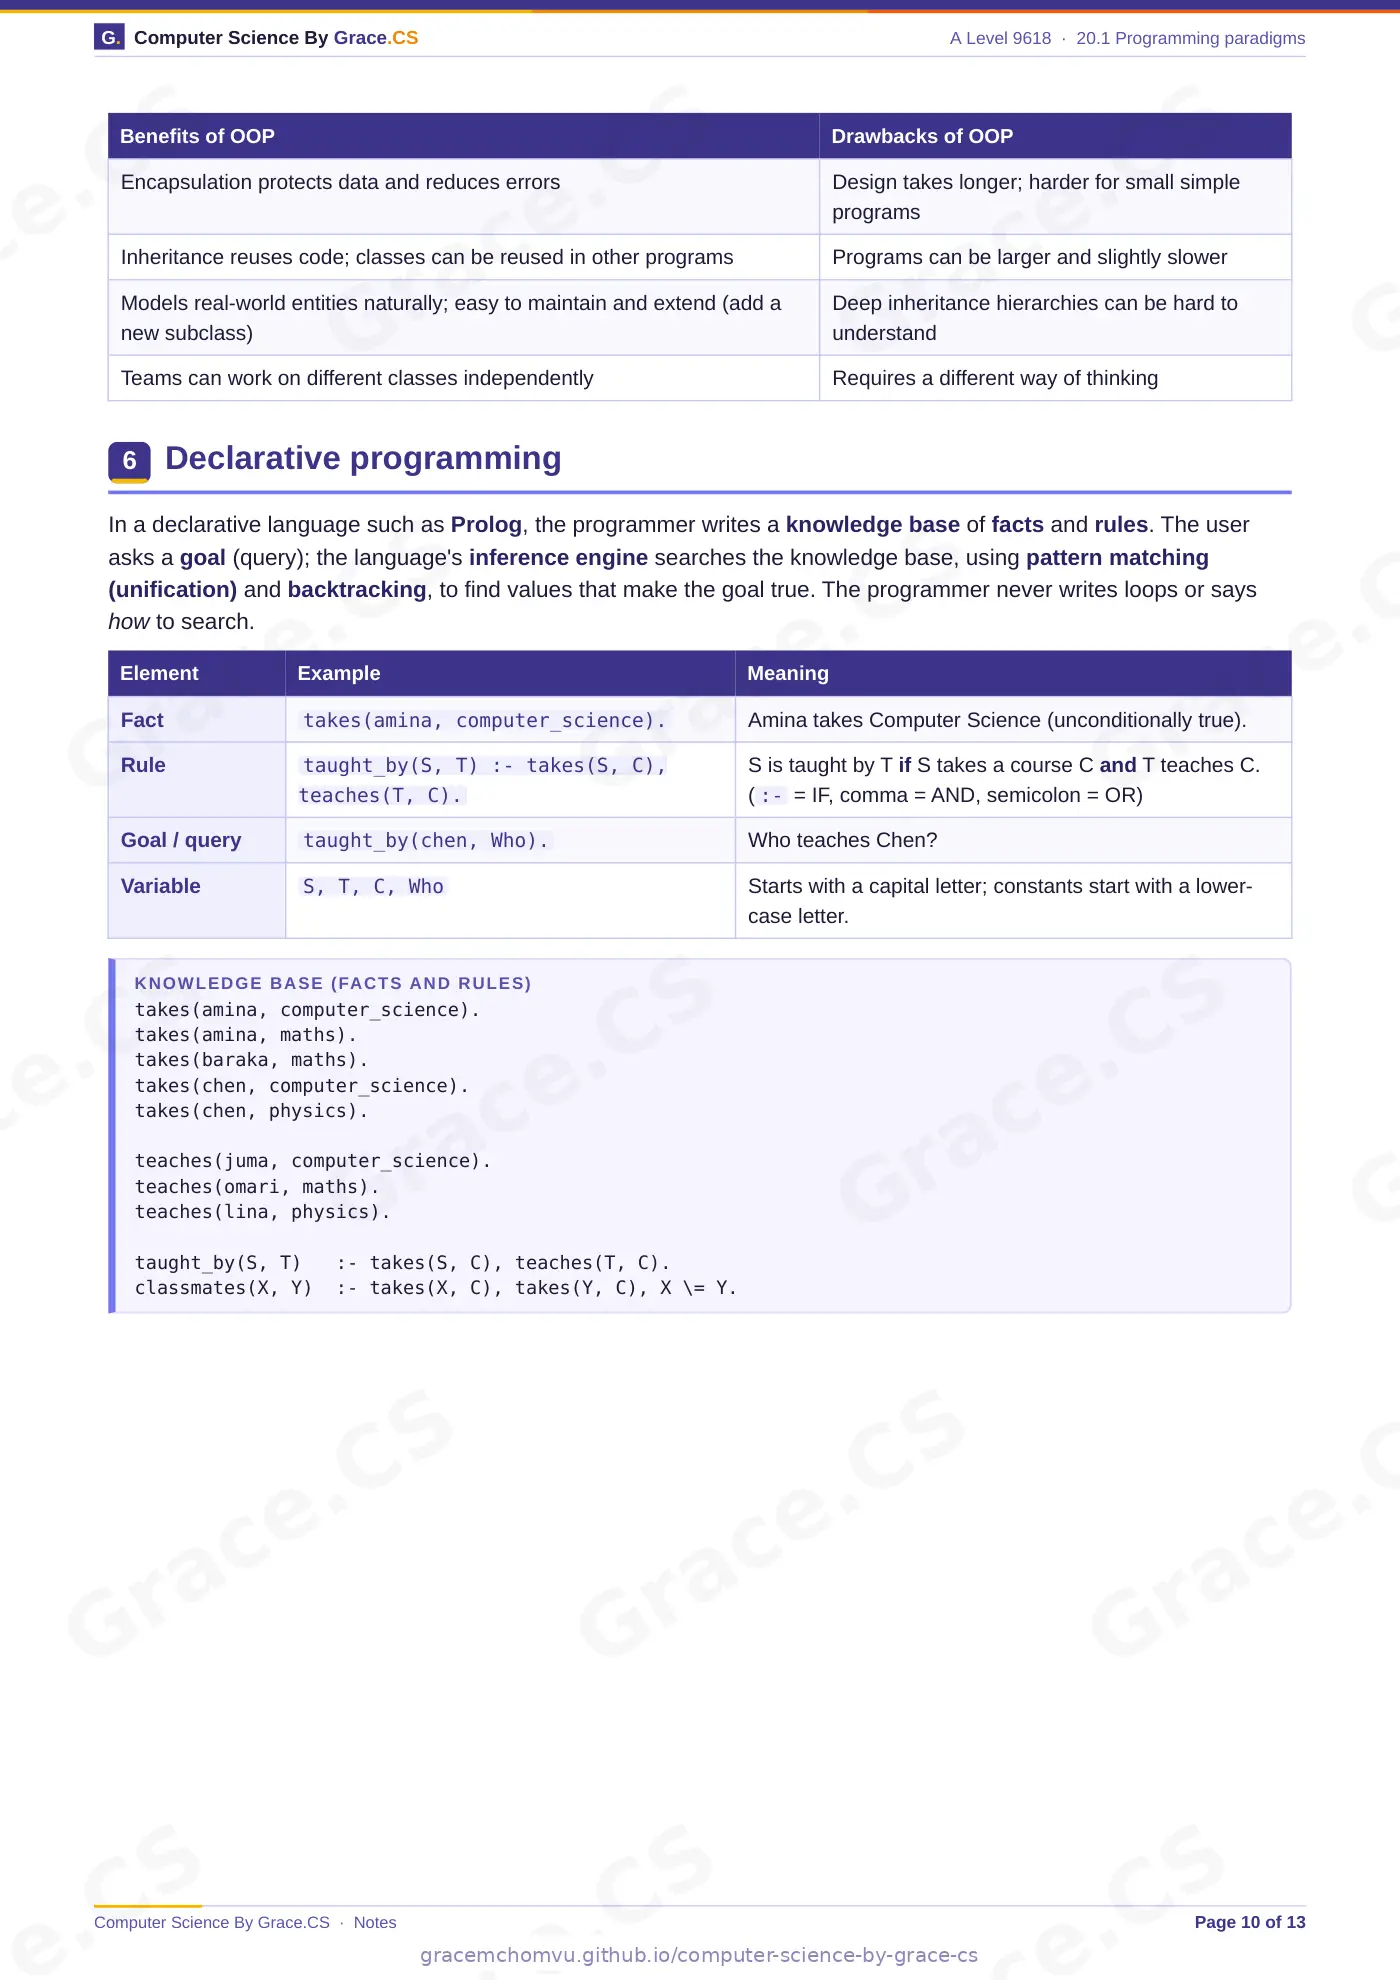 G. Computer Science By Grace.CS
A Level 9618 · 20.1 Programming paradigms
Benefits of OOP
Drawbacks of OOP
Encapsulation protects data and reduces errors
Design takes longer; harder for small simple
programs
Inheritance reuses code; classes can be reused in other programs
Programs can be larger and slightly slower
Models real-world entities naturally; easy to maintain and extend (add a
new subclass)
Deep inheritance hierarchies can be hard to
understand
Teams can work on different classes independently
Requires a different way of thinking
6 Declarative programming
In a declarative language such as Prolog, the programmer writes a knowledge base of facts and rules. The user
asks a goal (query); the language's inference engine searches the knowledge base, using pattern matching
(unification) and backtracking, to find values that make the goal true. The programmer never writes loops or says
how to search.
Element
Example
Meaning
Fact
takes(amina, computer_science).
Amina takes Computer Science (unconditionally true).
Rule
taught_by(S, T) :- takes(S, C),
teaches(T, C).
S is taught by T if S takes a course C and T teaches C.
( :- = IF, comma = AND, semicolon = OR)
Goal / query
taught_by(chen, Who).
Who teaches Chen?
Variable
S, T, C, Who
Starts with a capital letter; constants start with a lower-
case letter.
KNOWLEDGE BASE (FACTS AND RULES)
takes(amina, computer_science).
takes(amina, maths).
takes(baraka, maths).
takes(chen, computer_science).
takes(chen, physics).
teaches(juma, computer_science).
teaches(omari, maths).
teaches(lina, physics).
taught_by(S, T)   :- takes(S, C), teaches(T, C).
classmates(X, Y)  :- takes(X, C), takes(Y, C), X \= Y.
Computer Science By Grace.CS · Notes
Page 10 of 13
gracemchomvu.github.io/computer-science-by-grace-cs